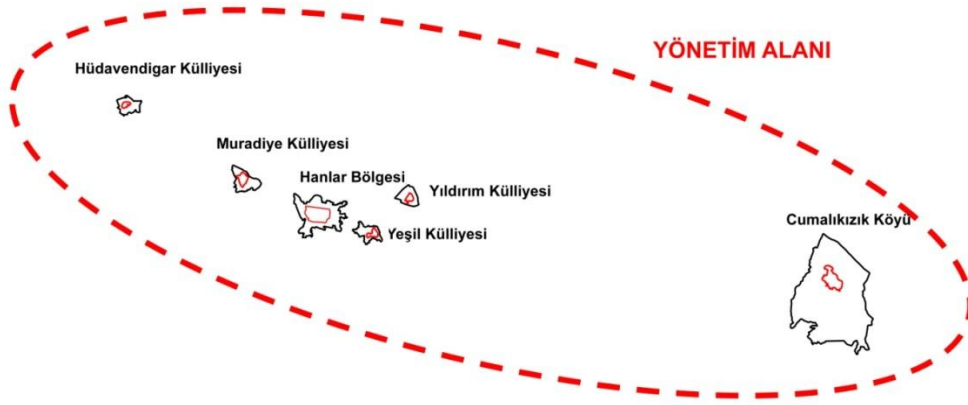 YÖNETİM ALANI
Hüdavendigar Külliyesi
Muradiye Külliyesi
Hanlar Bölgesi
Yıldırım Külliyesi
Yeşil Külliyesi
Cumalıkızık Köyü